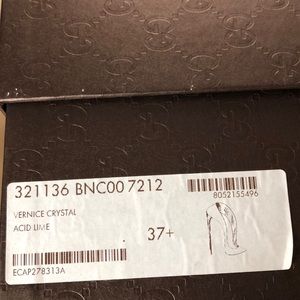 321136 BNC00 7212
8052155496
VERNICE CRYSTAL
ACID LIME
37+
ECAP278313A